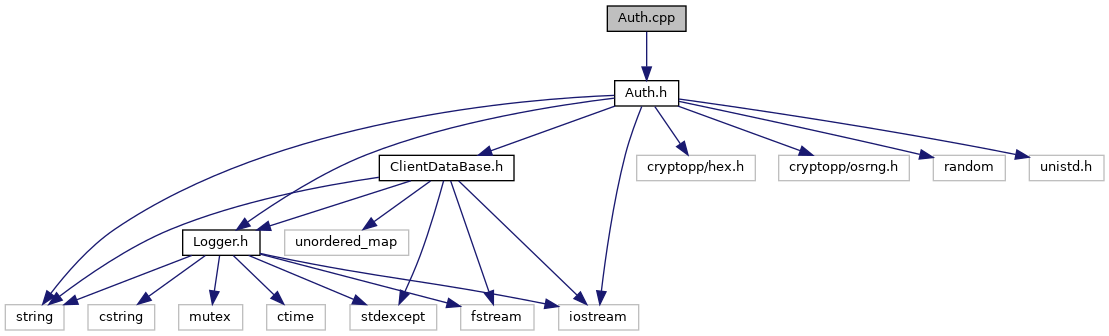 Auth.cpp
Auth.h
ClientDataBase.h
cryptopp/hex.h
cryptopp/osrng.h
random
unistd.h
Logger.h
unordered_map
string
cstring
mutex
ctime
stdexcept
fstream
iostream